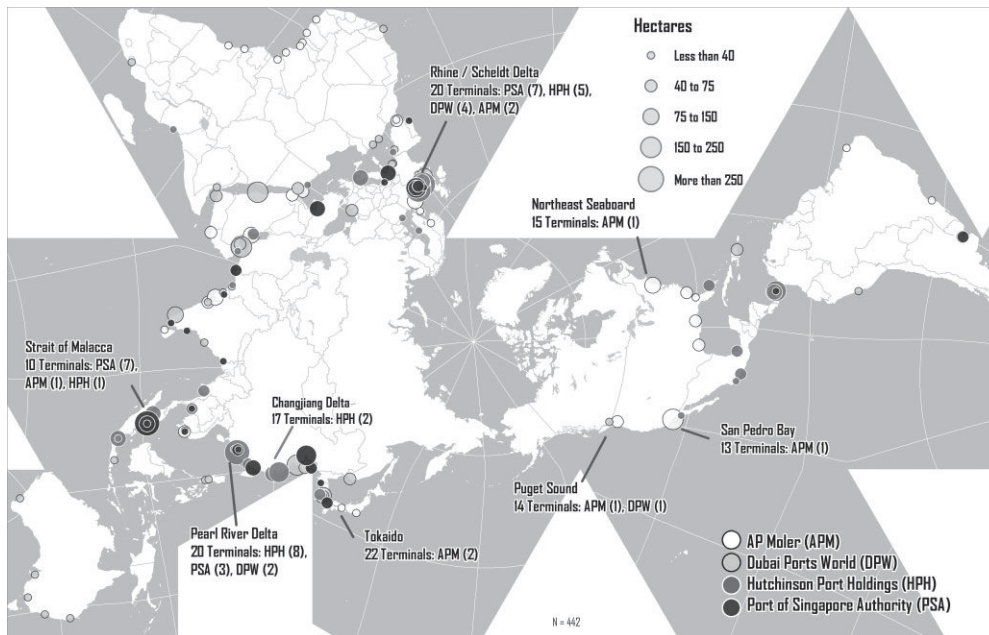 Hectares
Less than 40
40 to 75
75 to 150
150 to 250
More than 250
Rhine / Scheldt Delta
20 Terminals: PSA (7), HPH (5),
DPW (4), APM (2)
Northeast Seaboard
15 Terminals: APM (1)
Strait of Malacca
10 Terminals: PSA (7),
APM (1), HPH (1)
Changjiang Delta
17 Terminals: HPH (2)
San Pedro Bay
13 Terminals: APM (1)
Puget Sound
14 Terminals: APM (1), DPW (1)
Pearl River Delta
20 Terminals: HPH (8),
PSA (3), DPW (2)
Tokaido
22 Terminals: APM (2)
AP Moler (APM)
Dubai Ports World (DPW)
Hutchinson Port Holdings (HPH)
Port of Singapore Authority (PSA)
N = 442